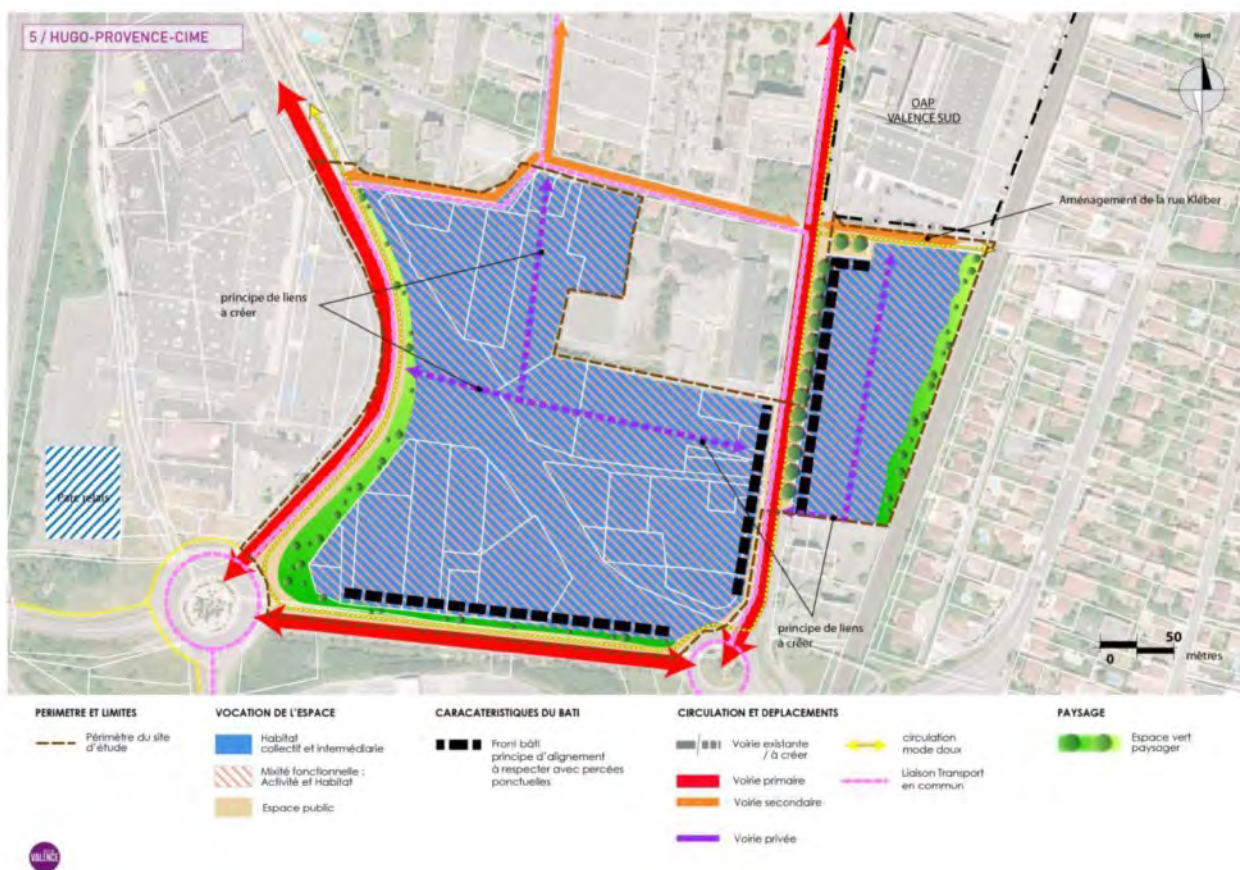 5 / HUGO-PROVENCE-CIME
Nord
OAP
VALENCE SUD
Aménagement de la rue Kléber
principe de liens
à créer
Parc relais
principe de liens
à créer
50
0
mètres
PERIMETRE ET LIMITES
Périmètre du site
d'étude
VOCATION DE L'ESPACE
Habitat
collectif et intermédiarie
Mixité fonctionnelle :
Activité et Habitat
Espace public
CARACATERISTIQUES DU BATI
Front bâti
principe d'alignement
à respecter avec percées
ponctuelles
CIRCULATION ET DEPLACEMENTS
Voirie existante
/ à créer
Voirie primaire
Voirie secondaire
Voirie privée
circulation
mode doux
Liaison Transport
en commun
PAYSAGE
Espace vert
paysager
VALENCE